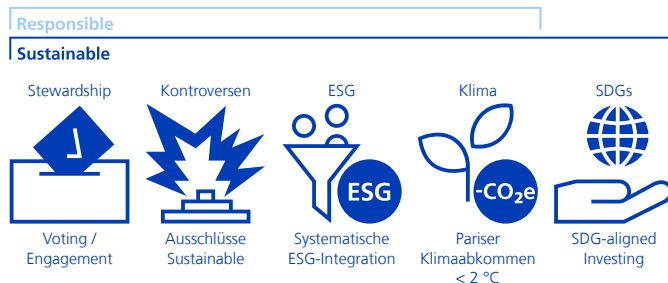 Responsible
Sustainable
Stewardship
Kontroversen
ESG
Klima
SDGs
ESG
-CO₂e
Voting /
Engagement
Ausschlüsse
Sustainable
Systematische
ESG-Integration
Pariser
Klimaabkommen
< 2 °C
SDG-aligned
Investing